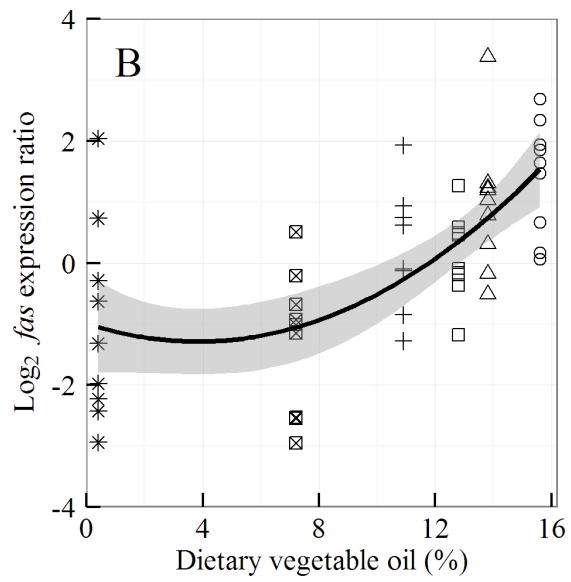 B
4
2
0
-2
-4
Log₂ fas expression ratio
0 4 8 12 16
Dietary vegetable oil (%)